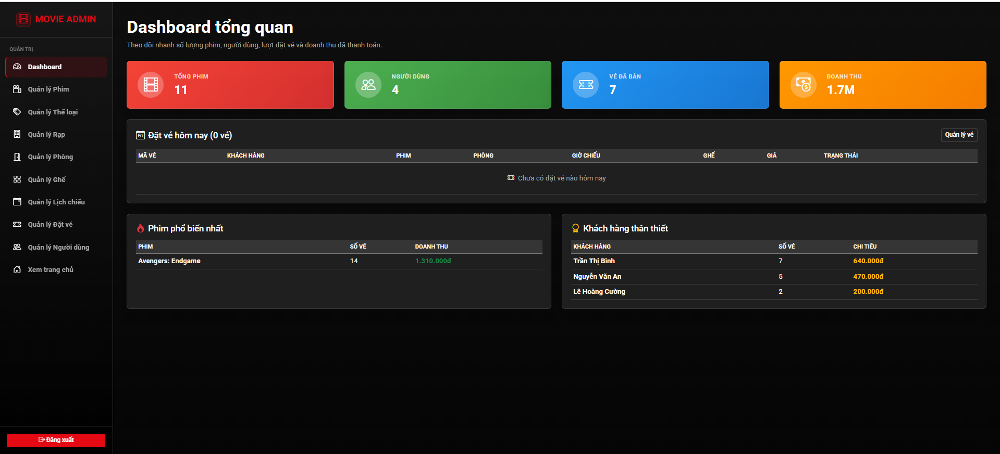 MOVIE ADMIN
QUẢN TRỊ
Dashboard
Quản lý Phim
Quản lý Thể loại
Quản lý Rạp
Quản lý Phòng
Quản lý Ghế
Quản lý Lịch chiếu
Quản lý Đặt vé
Quản lý Người dùng
Xem trang chủ
Đăng xuất
Dashboard tổng quan
Theo dõi nhanh số lượng phim, người dùng, lượt đặt vé và doanh thu đã thanh toán.
TỔNG PHIM
11
NGƯỜI DÙNG
4
VÉ ĐÃ BÁN
7
DOANH THU
1.7M
Fri Đặt vé hôm nay (0 vé)
Quản lý vé
MÃ VÉ KHÁCH HÀNG PHIM PHÒNG GIỜ CHIẾU GHẾ GIÁ TRẠNG THÁI
Chưa có đặt vé nào hôm nay
Phim phổ biến nhất
PHIM SỐ VÉ DOANH THU
Avengers: Endgame 14 1.310.000đ
Khách hàng thân thiết
KHÁCH HÀNG SỐ VÉ CHI TIÊU
Trần Thị Bình 7 640.000đ
Nguyễn Văn An 5 470.000đ
Lê Hoàng Cường 2 200.000đ